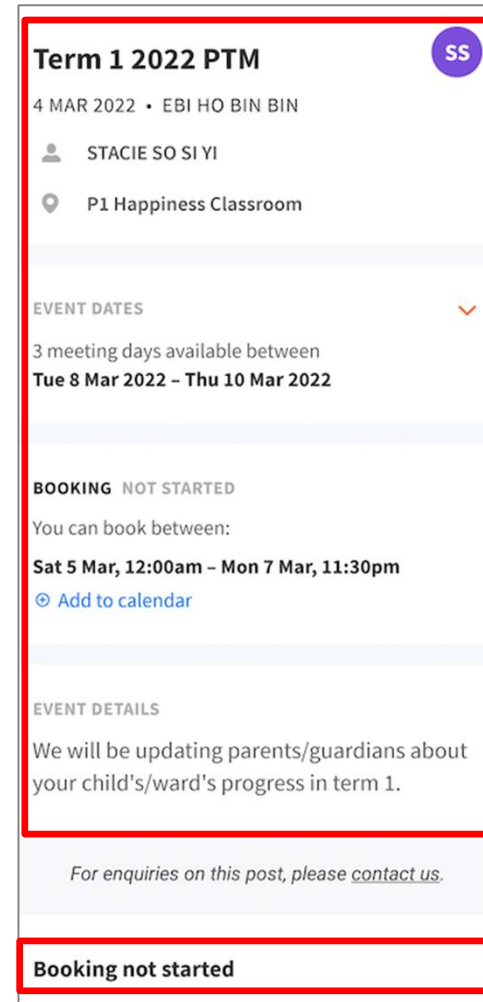 Term 1 2022 PTM
SS
4 MAR 2022 • EBI HO BIN BIN
STACIE SO SI YI
P1 Happiness Classroom
EVENT DATES
3 meeting days available between
Tue 8 Mar 2022 – Thu 10 Mar 2022
BOOKING NOT STARTED
You can book between:
Sat 5 Mar, 12:00am – Mon 7 Mar, 11:30pm
Add to calendar
EVENT DETAILS
We will be updating parents/guardians about
your child's/ward's progress in term 1.
For enquiries on this post, please contact us.
Booking not started